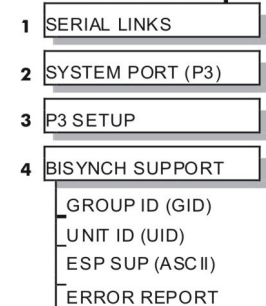 1 SERIAL LINKS
2 SYSTEM PORT (P3)
3 P3 SETUP
4 BISYNCH SUPPORT
GROUP ID (GID)
UNIT ID (UID)
ESP SUP (ASCII)
ERROR REPORT